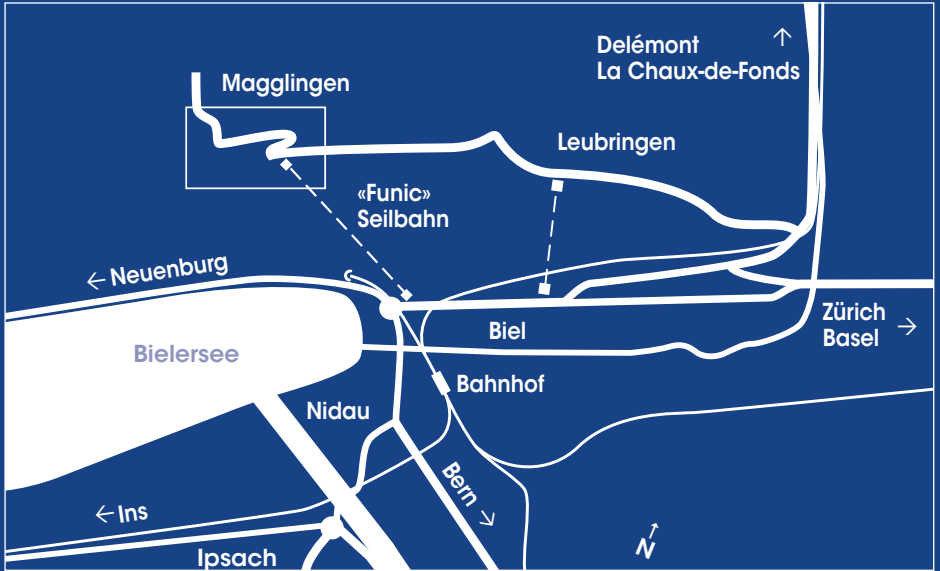 Delémont
La Chaux-de-Fonds
Magglingen
Leubringen
«Funic»
Seilbahn
Neuenburg
Zürich
Basel
Biel
Bielersee
Bahnhof
Nidau
Bern
Ins
N
Ipsach